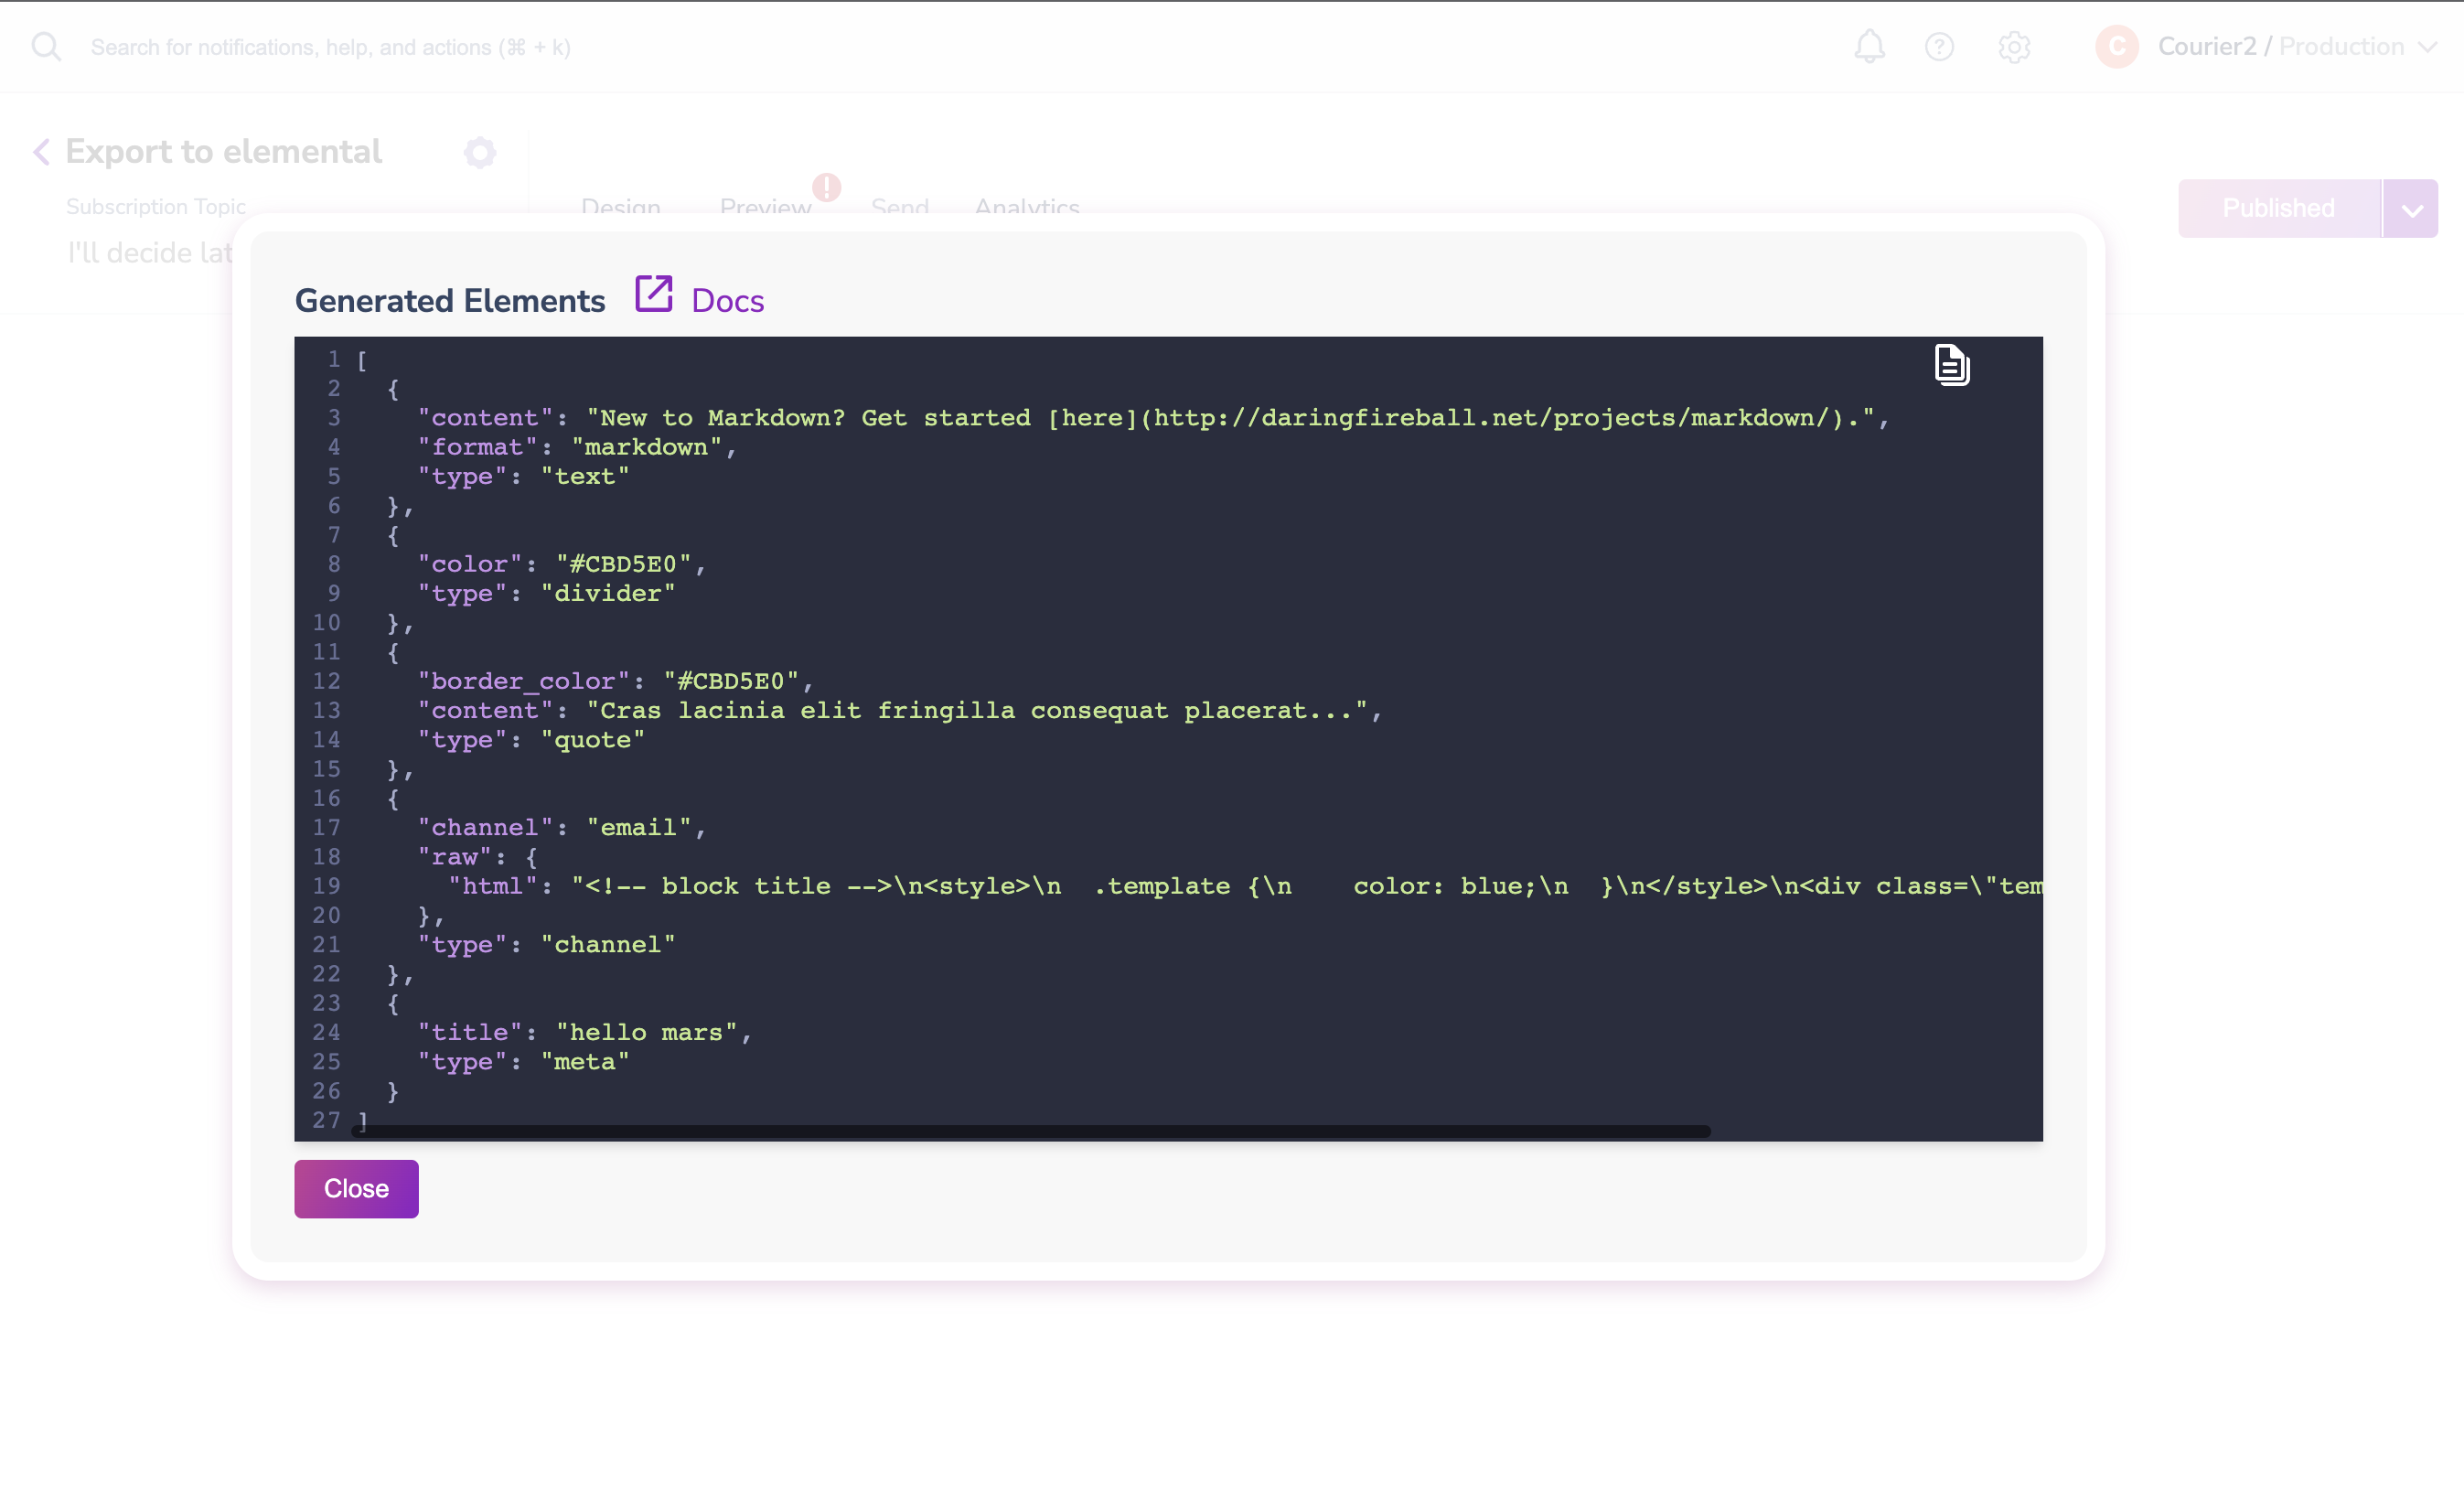 Search for notifications, help, and actions (⌘ + k)
C Courier2 / Production
Export to elemental
Subscription Topic
Design Preview ! Send Analytics
Published
I'll decide lat
Generated Elements Docs
1 [
2   {
3     "content": "New to Markdown? Get started [here](http://daringfireball.net/projects/markdown/).",
4     "format": "markdown",
5     "type": "text"
6   },
7   {
8     "color": "#CBD5E0",
9     "type": "divider"
10   },
11   {
12     "border_color": "#CBD5E0",
13     "content": "Cras lacinia elit fringilla consequat placerat...",
14     "type": "quote"
15   },
16   {
17     "channel": "email",
18     "raw": {
19       "html": "<!-- block title -->\n<style>\n  .template {\n    color: blue;\n  }\n</style>\n<div class=\"tem
20     },
21     "type": "channel"
22   },
23   {
24     "title": "hello mars",
25     "type": "meta"
26   }
27 ]
Close